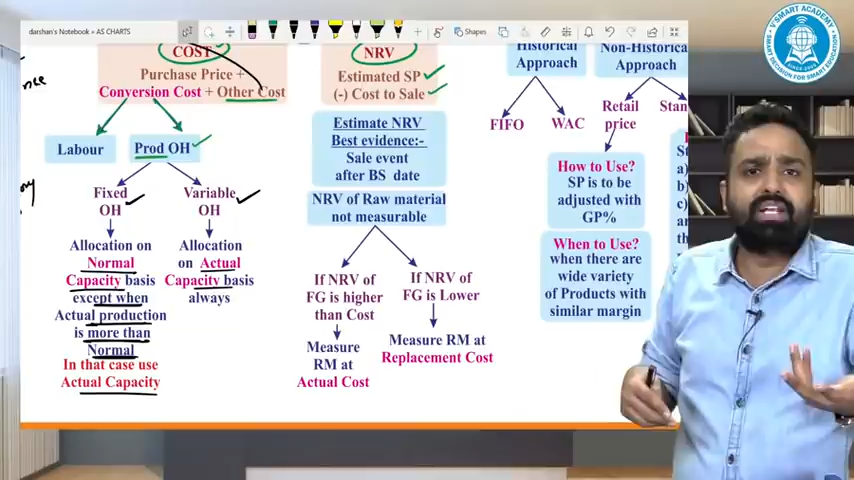 darshan's Notebook » AS CHARTS
Shapes
COST
Purchase Price +
Conversion Cost + Other Cost
Labour
Prod OH
Fixed
OH
Variable
OH
Allocation on
Normal
Capacity basis
except when
Actual production
is more than
Normal
In that case use
Actual Capacity
Allocation
on Actual
Capacity basis
always
NRV
Estimated SP
(-) Cost to Sale
Estimate NRV
Best evidence:-
Sale event
after BS date
NRV of Raw material
not measurable
If NRV of
FG is higher
than Cost
Measure
RM at
Actual Cost
If NRV of
FG is Lower
Measure RM at
Replacement Cost
Historical
Approach
FIFO
WAC
Non-Historical
Approach
Retail
price
How to Use?
SP is to be
adjusted with
GP%
When to Use?
when there are
wide variety
of Products with
similar margin
a)
b)
V'SMART ACADEMY
SMART DECISION FOR SMART EDUCATION